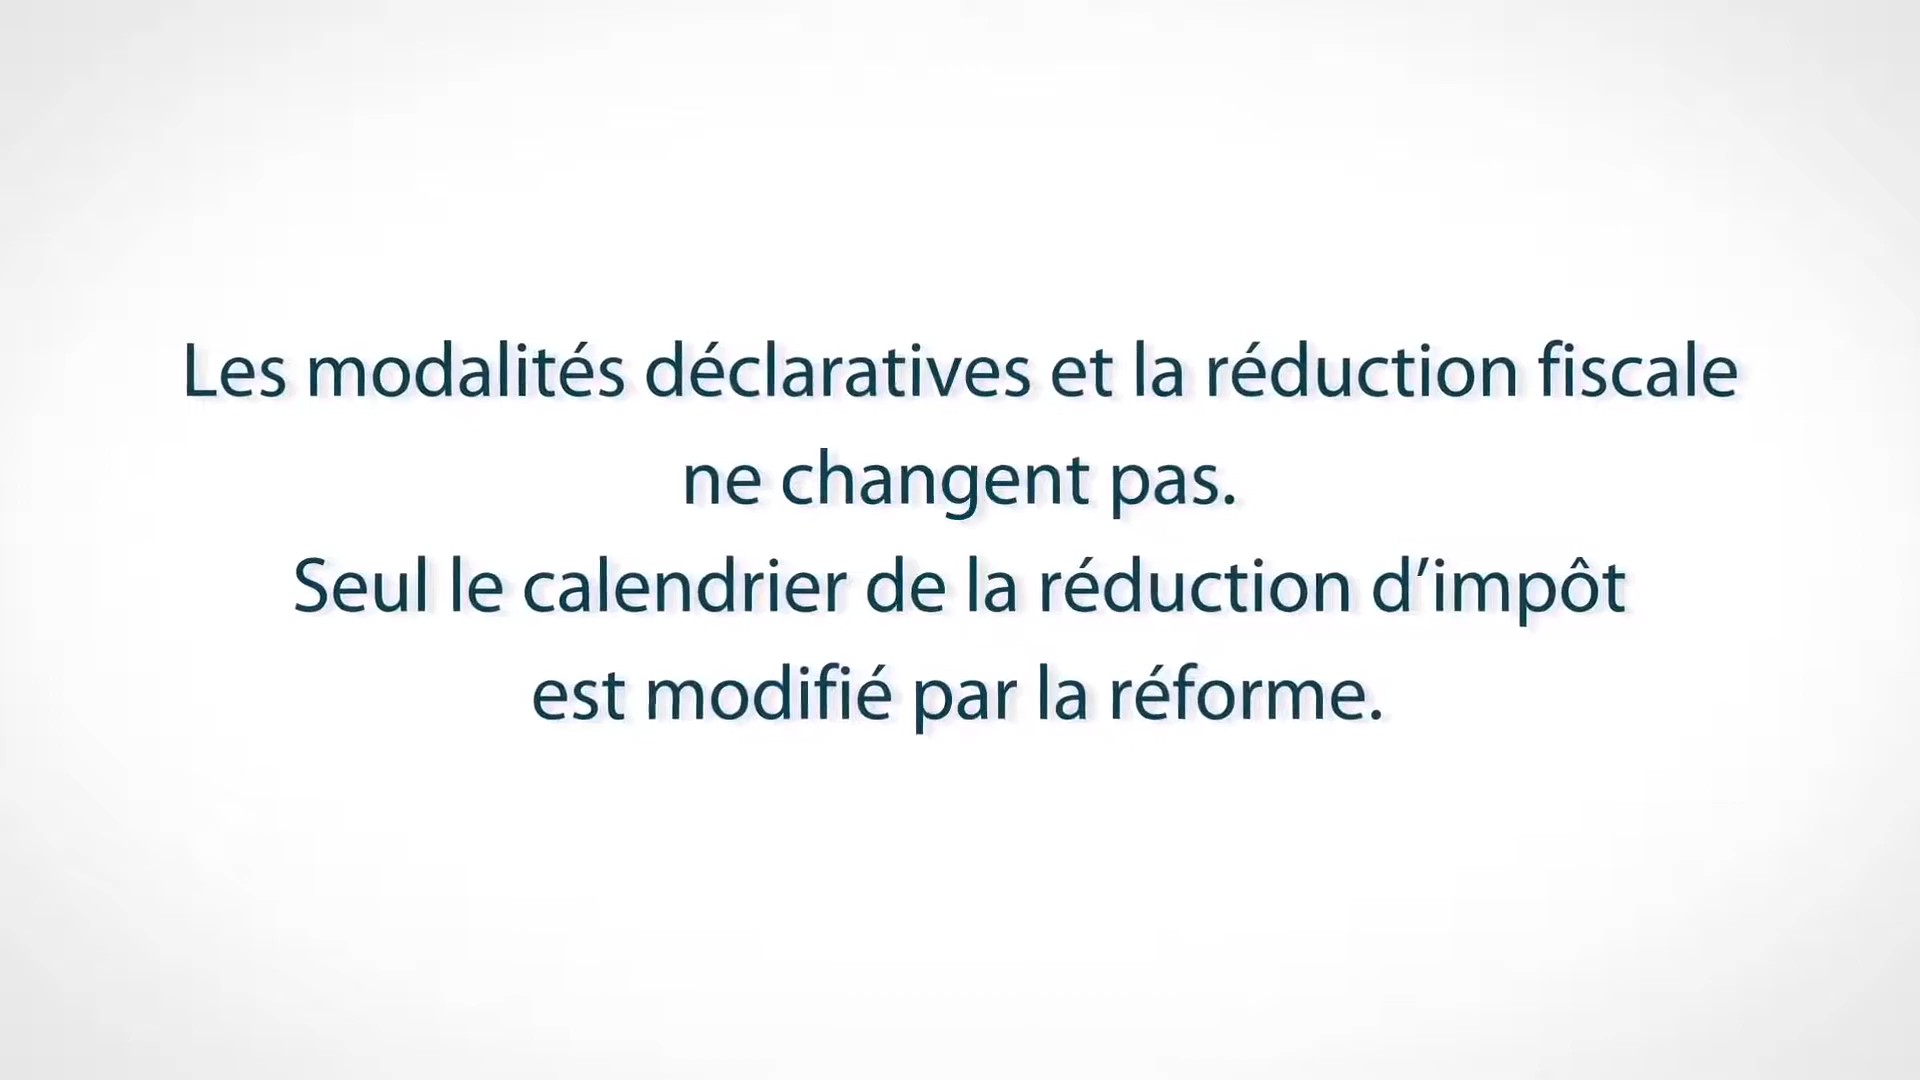 Les modalités déclaratives et la réduction fiscale
ne changent pas.
Seul le calendrier de la réduction d’impôt
est modifié par la réforme.